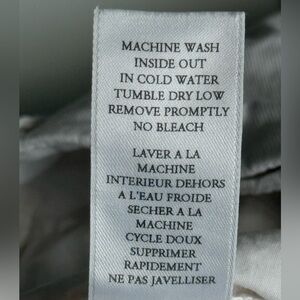 MACHINE WASH
INSIDE OUT
IN COLD WATER
TUMBLE DRY LOW
REMOVE PROMPTLY
NO BLEACH
LAVER A LA
MACHINE
INTERIEUR DEHORS
A L'EAU FROIDE
SECHER A LA
MACHINE
CYCLE DOUX
SUPPRIMER
RAPIDEMENT
NE PAS JAVELLISER